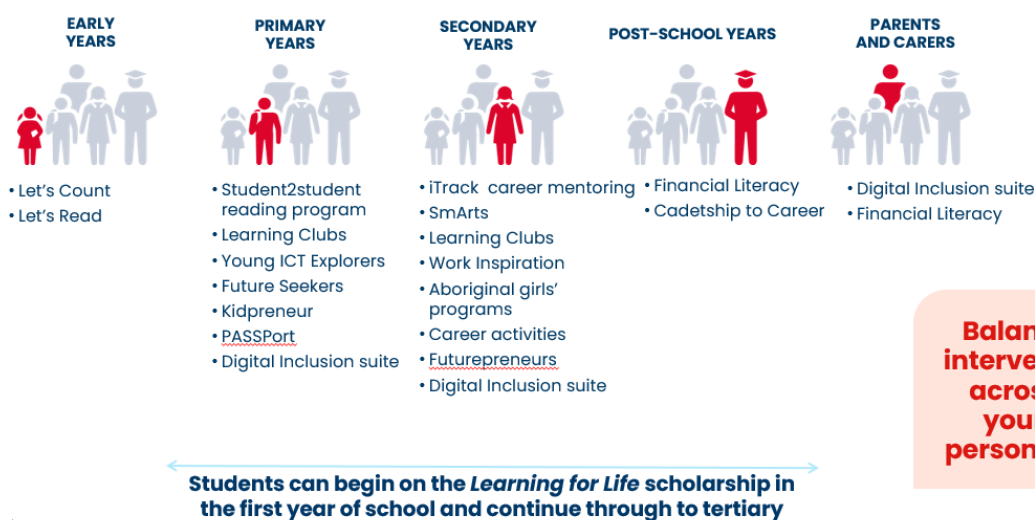 EARLY
YEARS
• Let's Count
• Let's Read
PRIMARY
YEARS
• Student2student
reading program
• Learning Clubs
• Young ICT Explorers
• Future Seekers
• Kidpreneur
• PASSPort
• Digital Inclusion suite
SECONDARY
YEARS
• iTrack career mentoring
• SmArts
• Learning Clubs
• Work Inspiration
• Aboriginal girls'
programs
• Career activities
• Futurepreneurs
• Digital Inclusion suite
POST-SCHOOL YEARS
• Financial Literacy
• Cadetship to Career
PARENTS
AND CARERS
• Digital Inclusion suite
• Financial Literacy
Students can begin on the Learning for Life scholarship in
the first year of school and continue through to tertiary